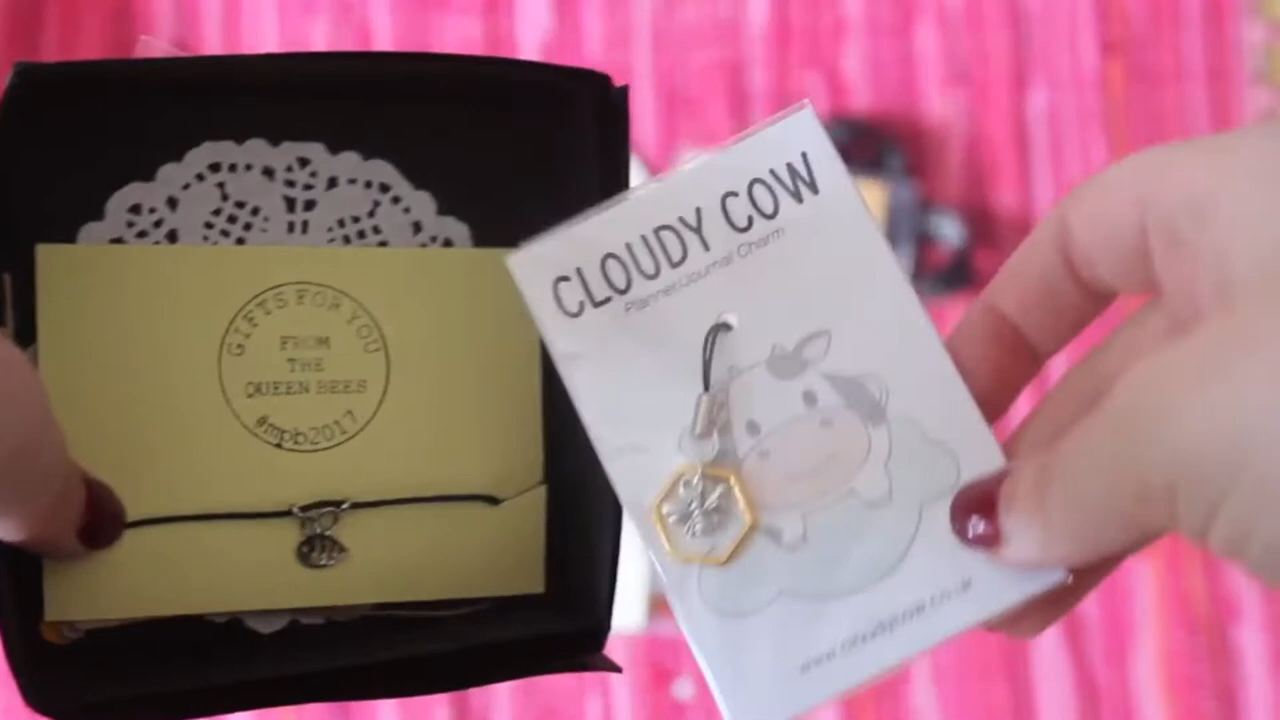 GIFTS FOR YOU
FROM
THE
QUEEN BEES
#mpb2017
CLOUDY COW
Planner/Journal Charm